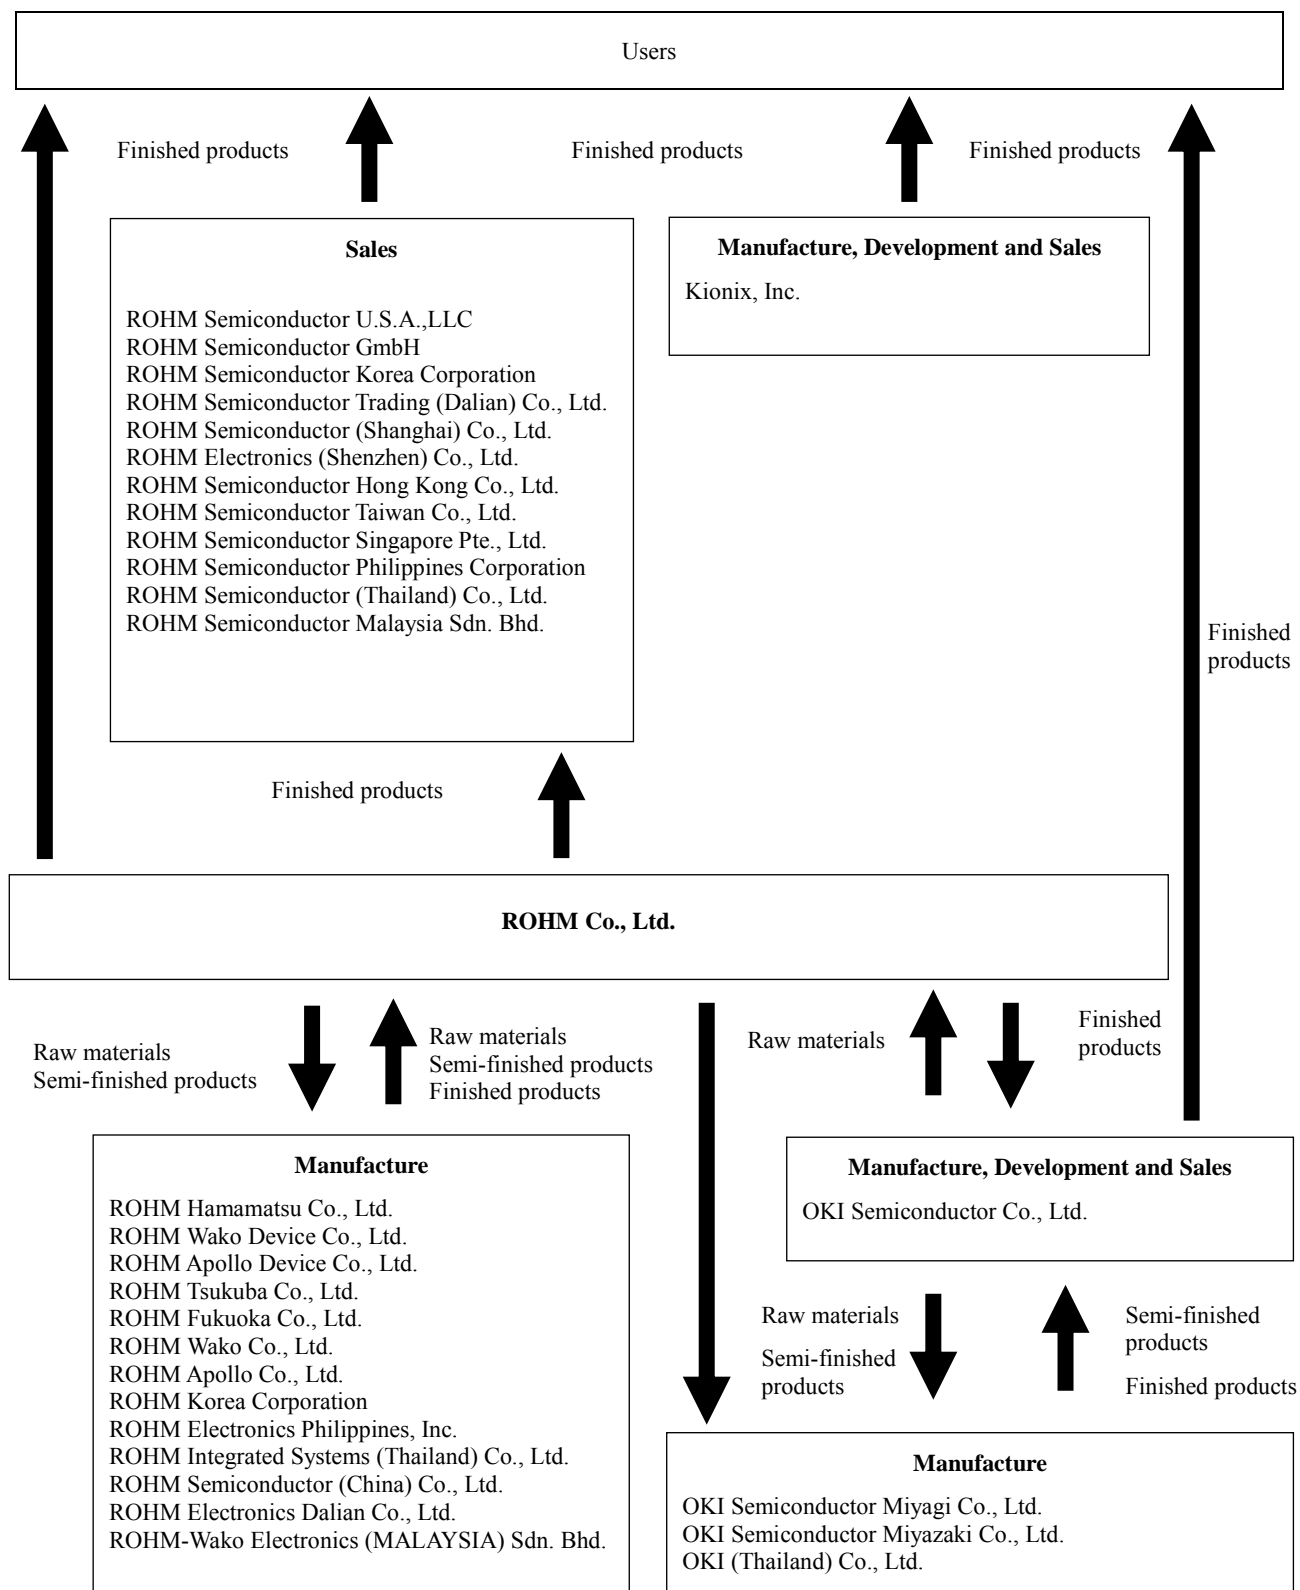 Users
Finished products
Finished products
Finished products
Sales
ROHM Semiconductor U.S.A.,LLC
ROHM Semiconductor GmbH
ROHM Semiconductor Korea Corporation
ROHM Semiconductor Trading (Dalian) Co., Ltd.
ROHM Semiconductor (Shanghai) Co., Ltd.
ROHM Electronics (Shenzhen) Co., Ltd.
ROHM Semiconductor Hong Kong Co., Ltd.
ROHM Semiconductor Taiwan Co., Ltd.
ROHM Semiconductor Singapore Pte., Ltd.
ROHM Semiconductor Philippines Corporation
ROHM Semiconductor (Thailand) Co., Ltd.
ROHM Semiconductor Malaysia Sdn. Bhd.
Manufacture, Development and Sales
Kionix, Inc.
Finished
products
Finished products
ROHM Co., Ltd.
Raw materials
Semi-finished products
Raw materials
Semi-finished products
Finished products
Raw materials
Finished
products
Manufacture
ROHM Hamamatsu Co., Ltd.
ROHM Wako Device Co., Ltd.
ROHM Apollo Device Co., Ltd.
ROHM Tsukuba Co., Ltd.
ROHM Fukuoka Co., Ltd.
ROHM Wako Co., Ltd.
ROHM Apollo Co., Ltd.
ROHM Korea Corporation
ROHM Electronics Philippines, Inc.
ROHM Integrated Systems (Thailand) Co., Ltd.
ROHM Semiconductor (China) Co., Ltd.
ROHM Electronics Dalian Co., Ltd.
ROHM-Wako Electronics (MALAYSIA) Sdn. Bhd.
Manufacture, Development and Sales
OKI Semiconductor Co., Ltd.
Raw materials
Semi-finished
products
Semi-finished
products
Finished products
Manufacture
OKI Semiconductor Miyagi Co., Ltd.
OKI Semiconductor Miyazaki Co., Ltd.
OKI (Thailand) Co., Ltd.